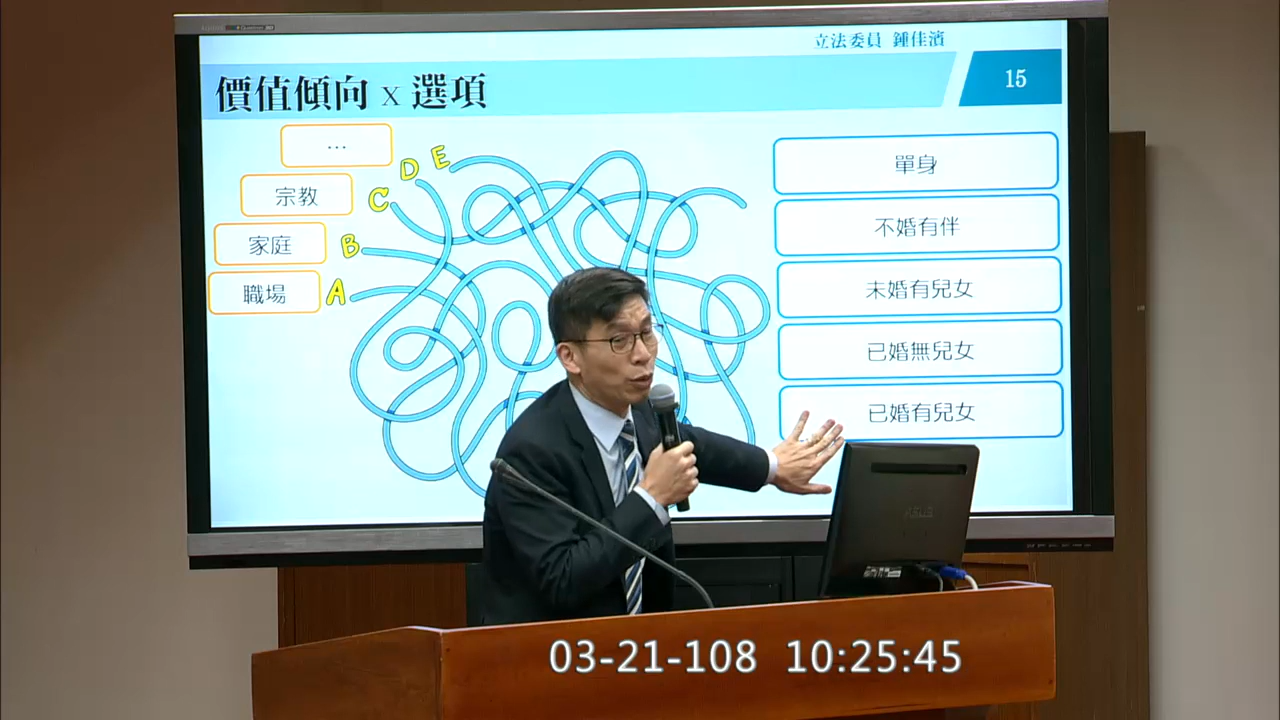 立法委員 鍾佳濱
價值傾向 x 選項
15
…
宗教
家庭
職場
A
B
C
D
E
單身
不婚有伴
未婚有兒女
已婚無兒女
已婚有兒女
03-21-108 10:25:45